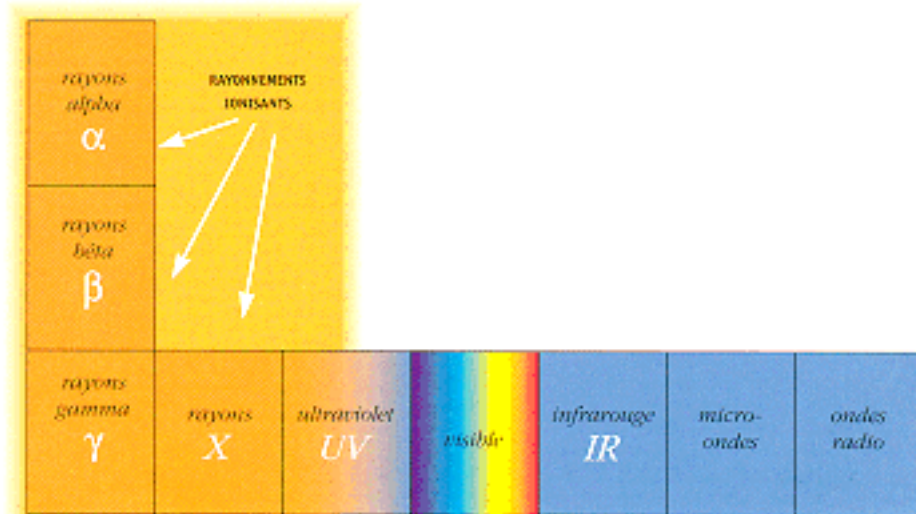 rayons
alpha
α
RAYONNEMENTS
IONISANTS
rayons
bêta
β
rayons
gamma
γ
rayons
X
ultraviolet
UV
visible
infrarouge
IR
micro-
ondes
ondes
radio